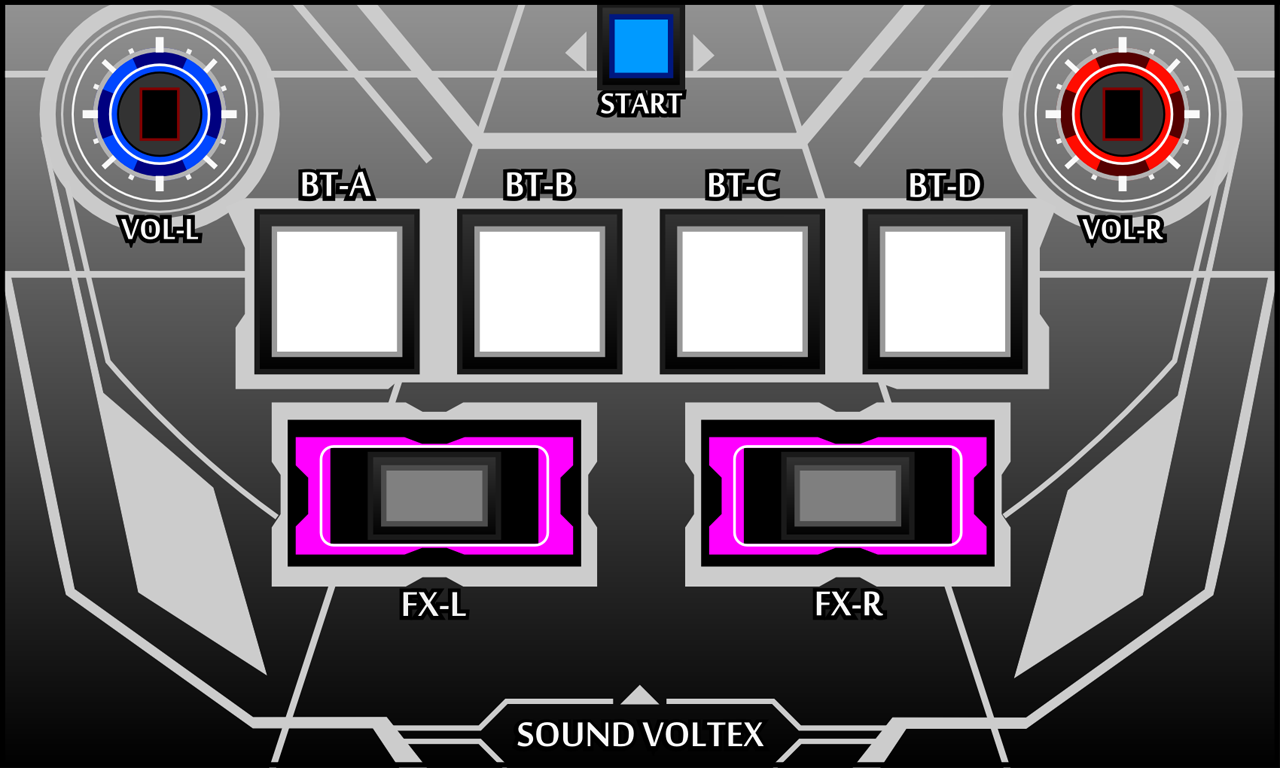 START
BT-A
BT-B
BT-C
BT-D
VOL-L
VOL-R
FX-L
FX-R
SOUND VOLTEX